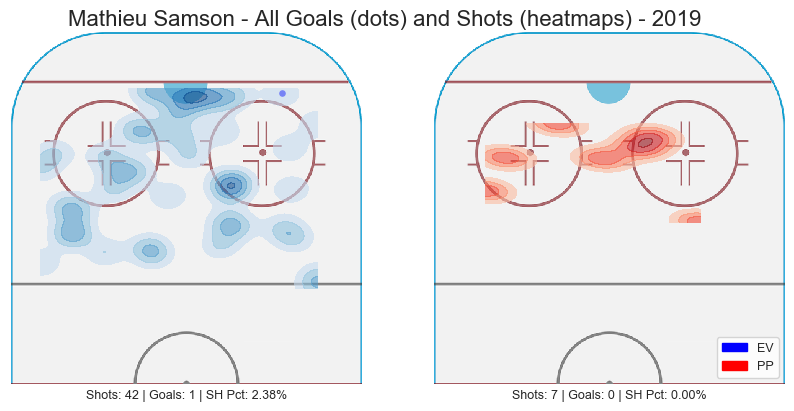 Mathieu Samson - All Goals (dots) and Shots (heatmaps) - 2019
EV
PP
Shots: 42 | Goals: 1 | SH Pct: 2.38%
Shots: 7 | Goals: 0 | SH Pct: 0.00%